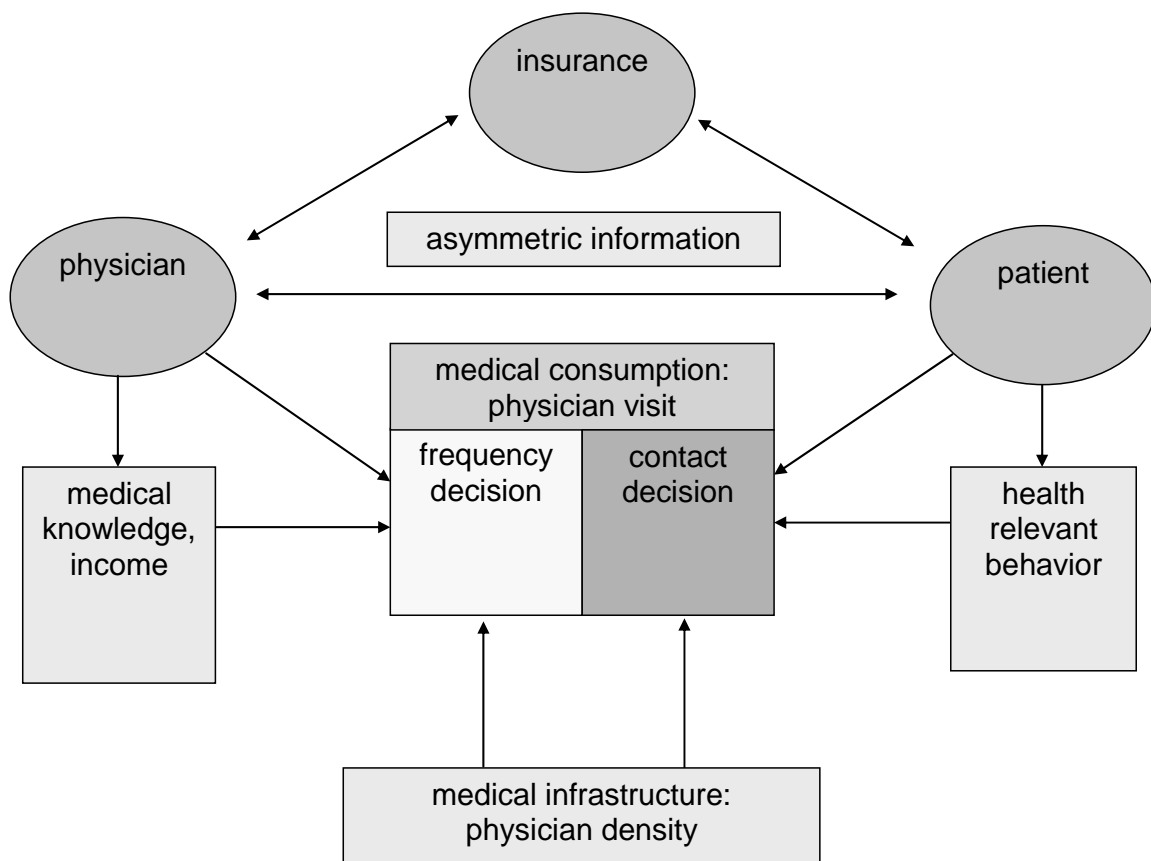 insurance
asymmetric information
physician
patient
medical consumption:
physician visit
frequency
decision
contact
decision
medical
knowledge,
income
health
relevant
behavior
medical infrastructure:
physician density